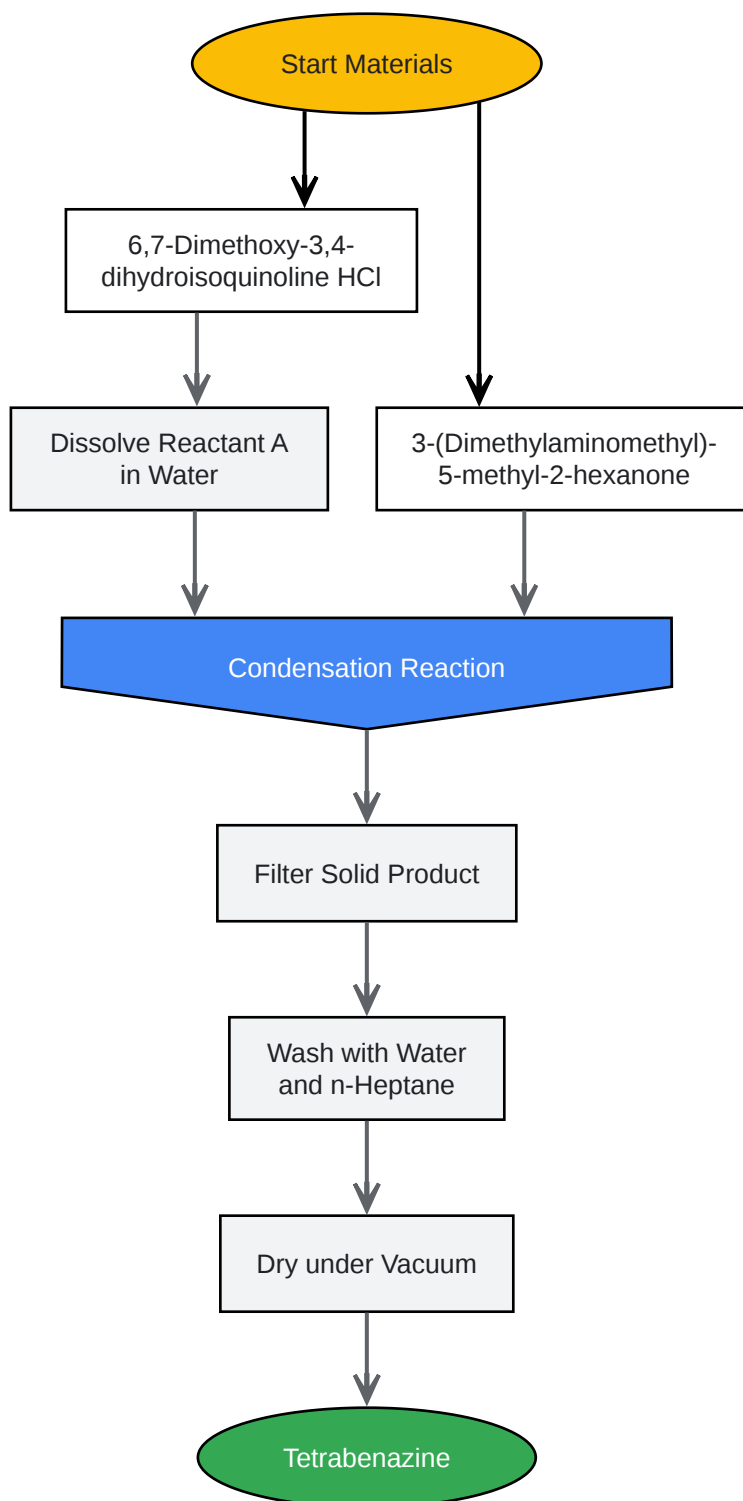 Start Materials
6,7-Dimethoxy-3,4-
dihydroisoquinoline HCl
Dissolve Reactant A
in Water
3-(Dimethylaminomethyl)-
5-methyl-2-hexanone
Condensation Reaction
Filter Solid Product
Wash with Water
and n-Heptane
Dry under Vacuum
Tetrabenazine